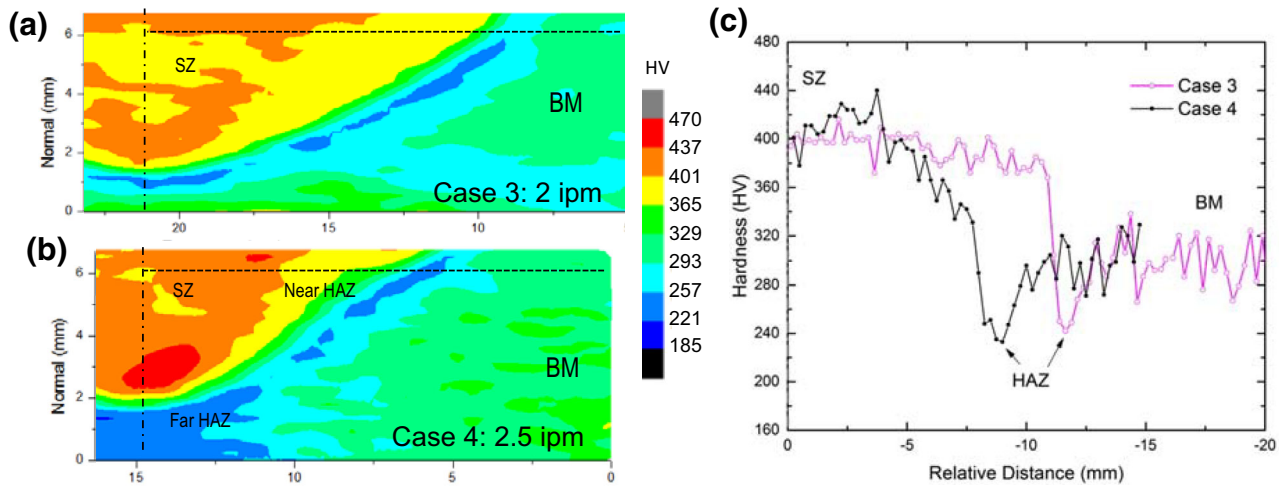 (a)
Normal (mm)
6
4
2
0
SZ
BM
Case 3: 2 ipm
20
15
10
(b)
Normal (mm)
6
4
2
0
SZ
Near HAZ
BM
Far HAZ
Case 4: 2.5 ipm
15
10
5
0
HV
470
437
401
365
329
293
257
221
185
(c)
Hardness (HV)
480
440
400
360
320
280
240
200
160
SZ
Case 3
Case 4
BM
HAZ
0
-5
-10
-15
-20
Relative Distance (mm)